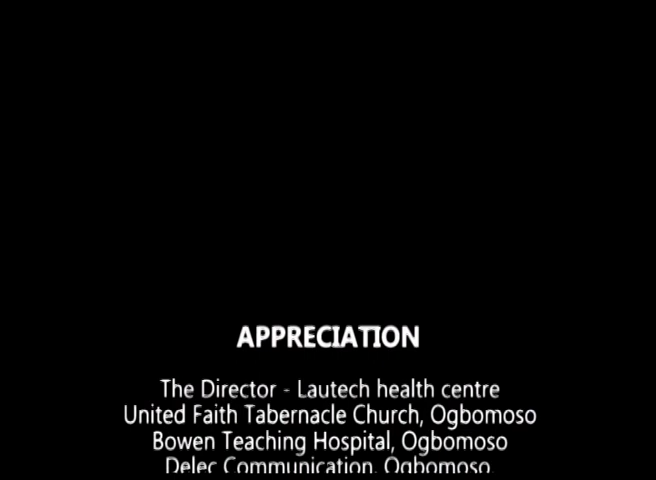 APPRECIATION
The Director - Lautech health centre
United Faith Tabernacle Church, Ogbomoso
Bowen Teaching Hospital, Ogbomoso
Delec Communication, Ogbomoso.